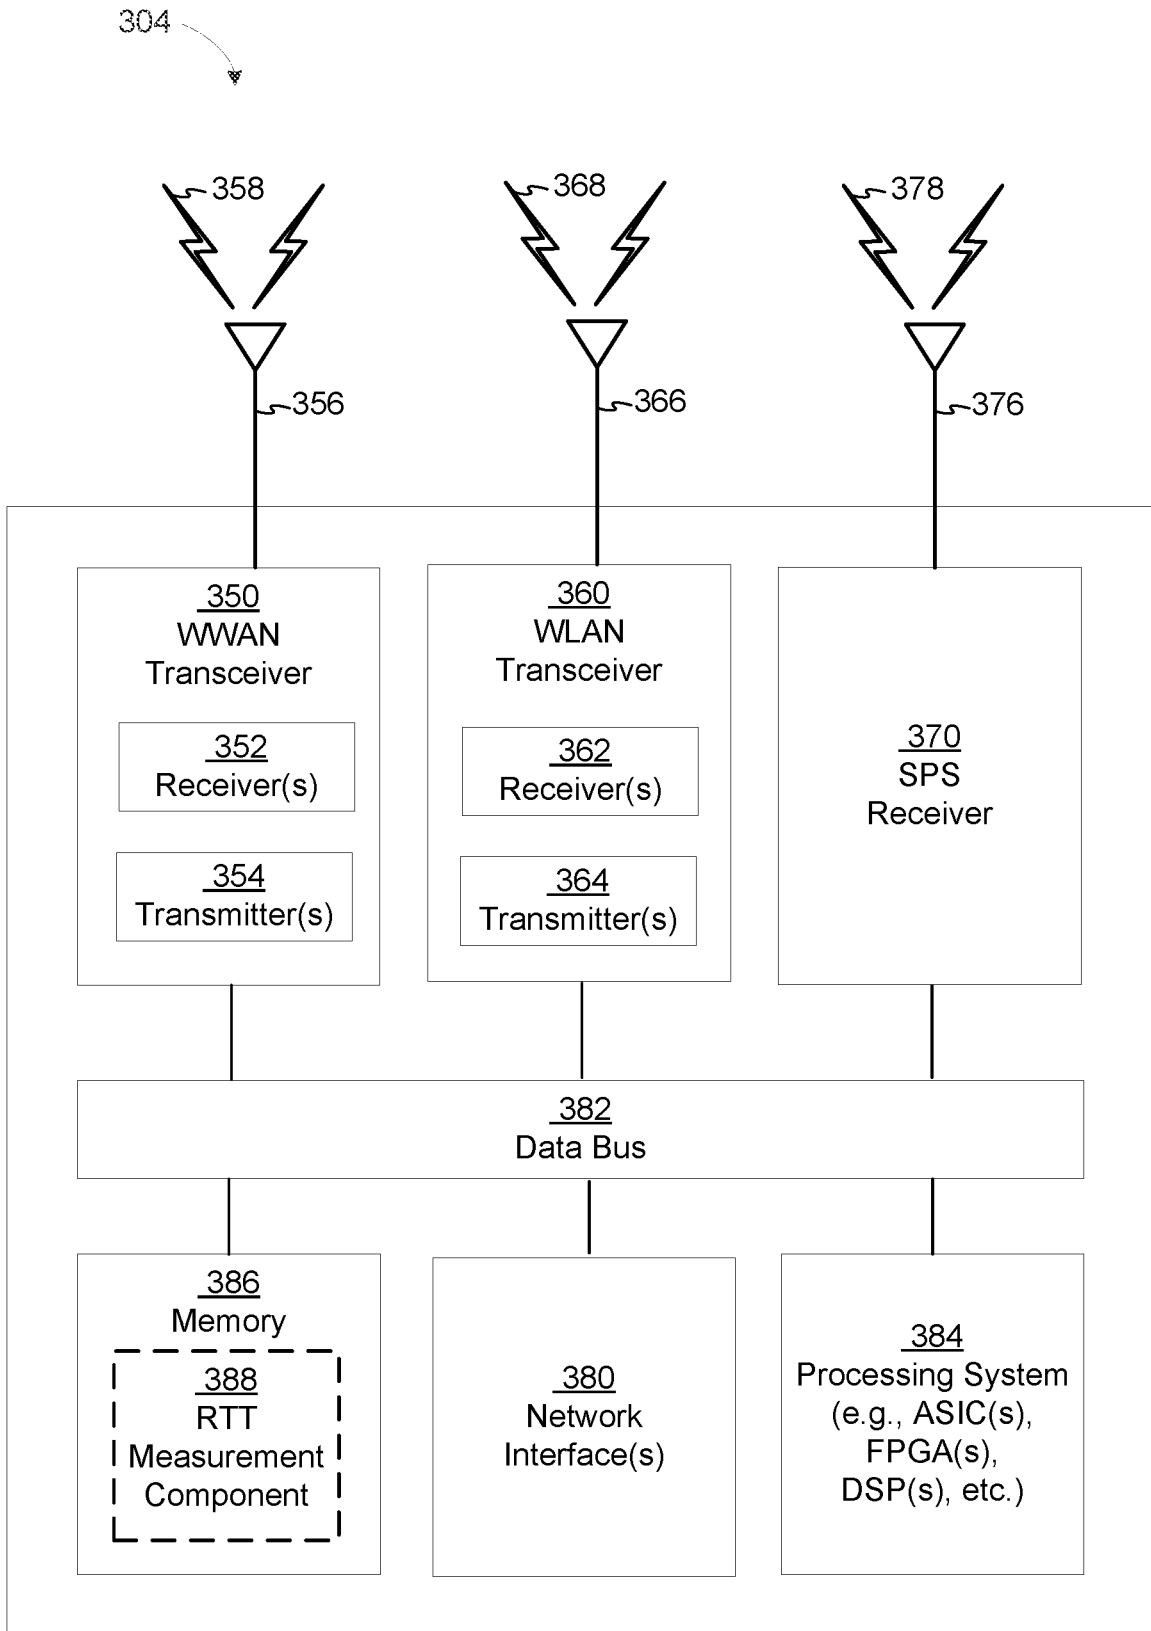 304
358
368
378
356
366
376
350
WWAN
Transceiver
352
Receiver(s)
354
Transmitter(s)
360
WLAN
Transceiver
362
Receiver(s)
364
Transmitter(s)
370
SPS
Receiver
382
Data Bus
386
Memory
388
RTT
Measurement
Component
380
Network
Interface(s)
384
Processing System
(e.g., ASIC(s),
FPGA(s),
DSP(s), etc.)